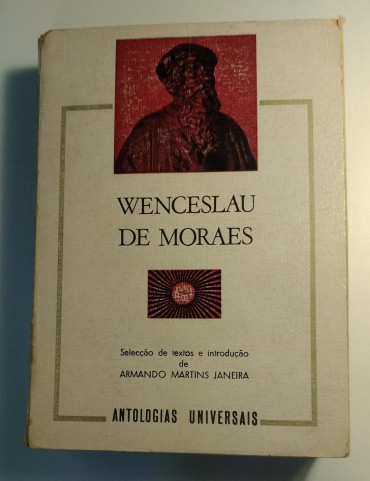 WENCESLAU
DE MORAES
Selecção de textos e introdução
de
ARMANDO MARTINS JANEIRA
ANTOLOGIAS UNIVERSAIS